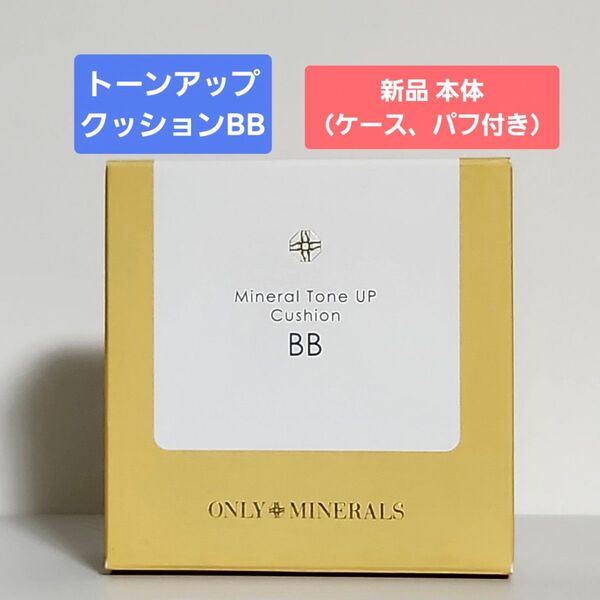 トーンアップ
クッションBB
新品 本体
（ケース、パフ付き）
Mineral Tone UP
Cushion
BB
ONLY MINERALS